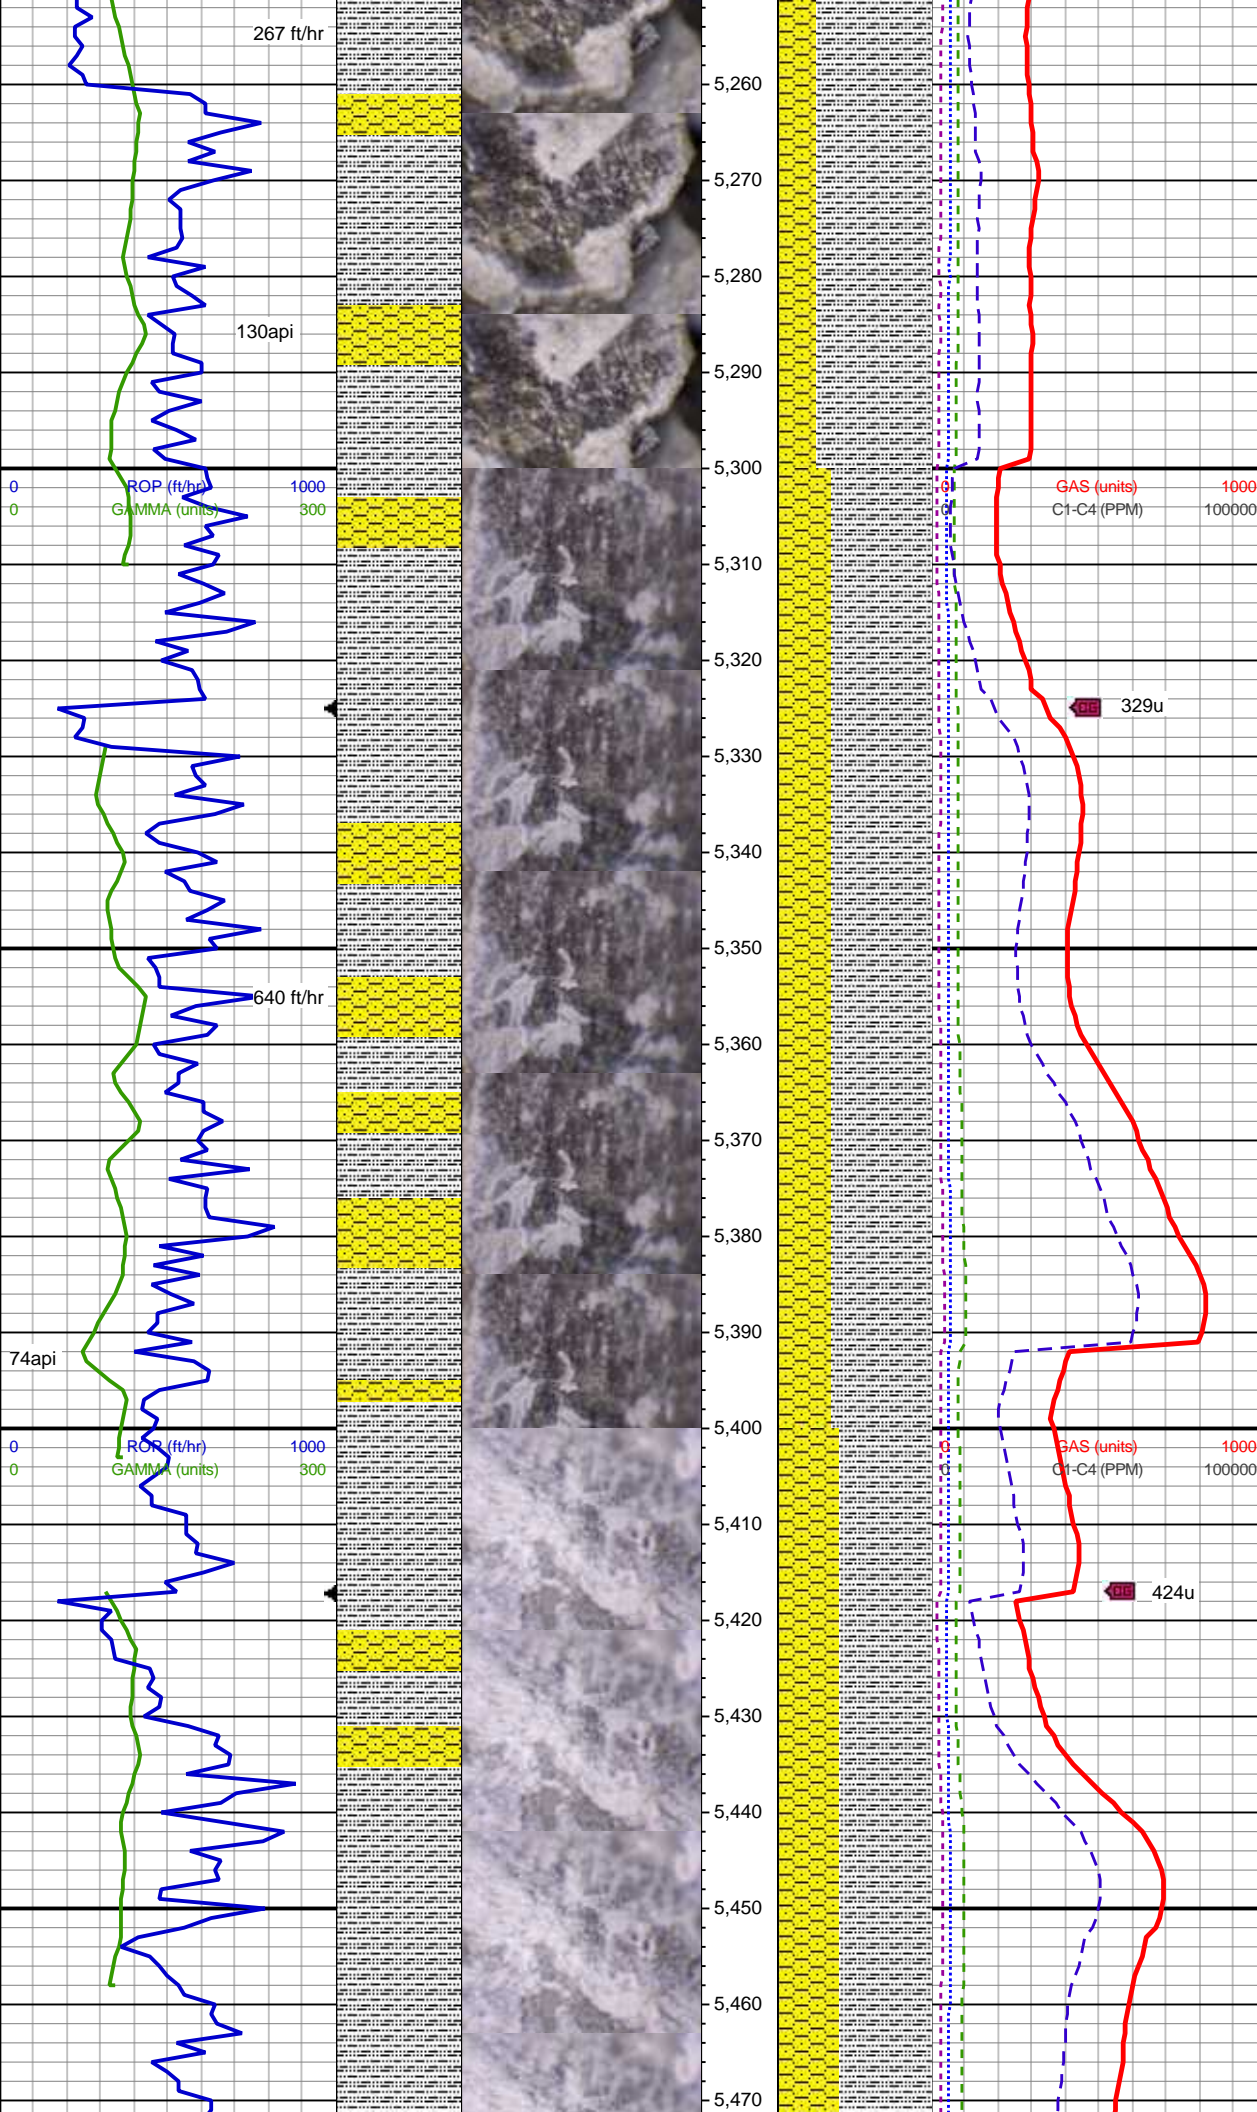 267 ft/hr
5,260
5,270
5,280
130api
5,290
5,300
0 ROP (ft/hr) 1000
0 GAMMA (units) 300
0 GAS (units) 1000
0 C1-C4 (PPM) 100000
5,310
5,320
329u
5,330
5,340
5,350
640 ft/hr
5,360
5,370
5,380
5,390
74api
5,400
0 ROP (ft/hr) 1000
0 GAMMA (units) 300
0 GAS (units) 1000
0 C1-C4 (PPM) 100000
5,410
424u
5,420
5,430
5,440
5,450
5,460
5,470